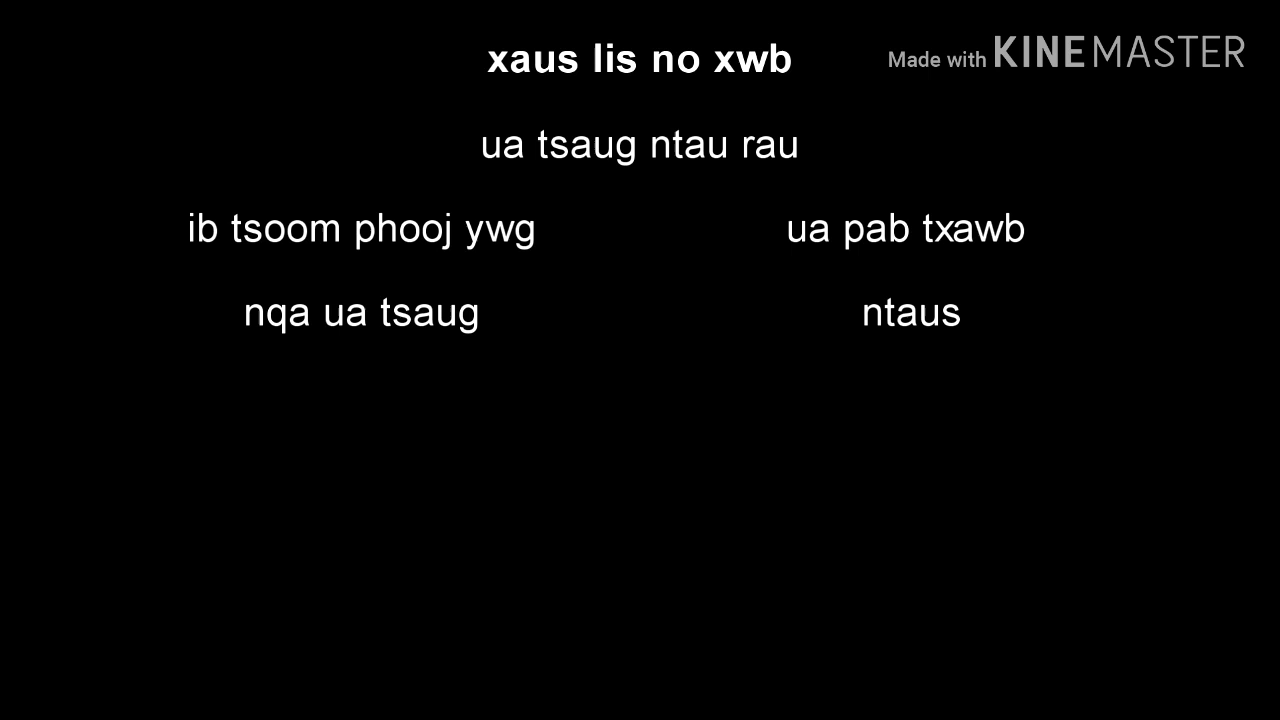 xaus lis no xwb
Made with KINEMASTER
ua tsaug ntau rau
ib tsoom phooj ywg
ua pab txawb
nqa ua tsaug
ntaus